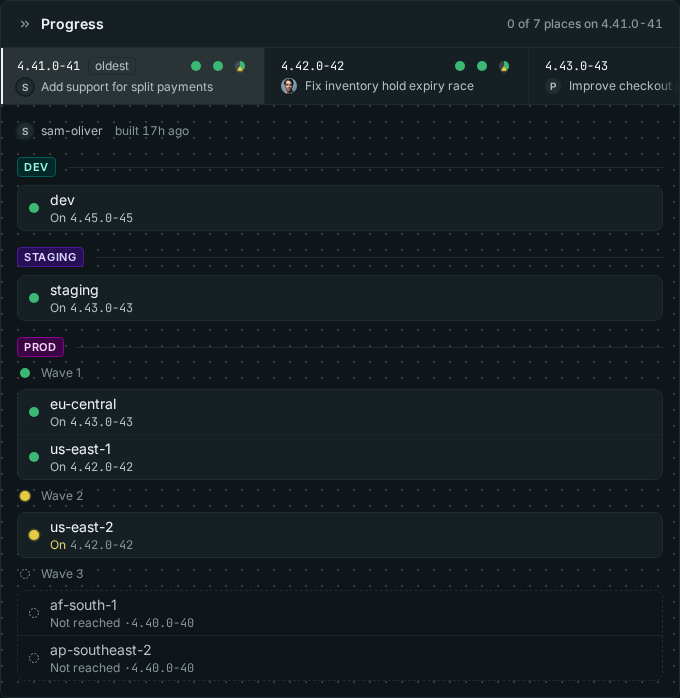 » Progress 0 of 7 places on 4.41.0-41
4.41.0-41 oldest
S Add support for split payments
4.42.0-42
Fix inventory hold expiry race
4.43.0-43
P Improve checkout
S sam-oliver built 17h ago
DEV
dev
On 4.45.0-45
STAGING
staging
On 4.43.0-43
PROD
Wave 1
eu-central
On 4.43.0-43
us-east-1
On 4.42.0-42
Wave 2
us-east-2
On 4.42.0-42
Wave 3
af-south-1
Not reached ·4.40.0-40
ap-southeast-2
Not reached ·4.40.0-40